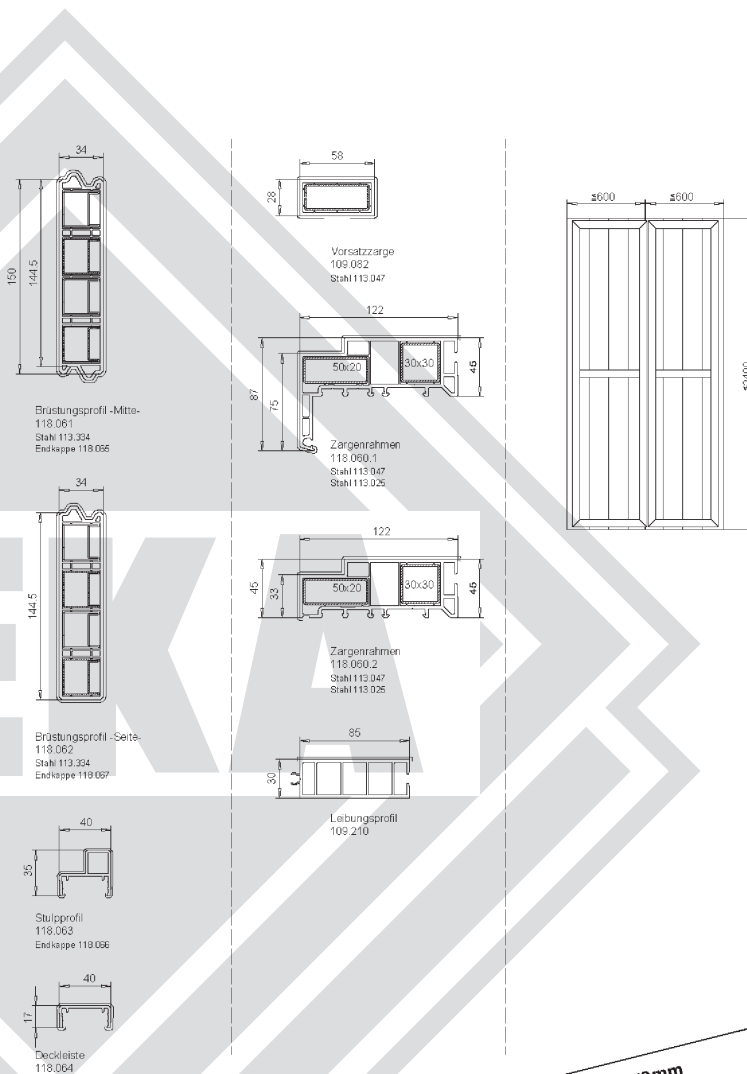 34
150
144.5
Brüstungsprofil -Mitte-
118.061
Stahl 113.334
Endkappe 118.065
34
144.5
Brüstungsprofil -Seite-
118.062
Stahl 113.334
Endkappe 118.067
40
35
Stulpprofil
118.063
Endkappe 118.066
40
17
Deckleiste
118.064
58
28
Vorsatzzarge
109.082
Stahl 113.047
122
87
75
50x20
30x30
45
Zargenrahmen
118.060.1
Stahl 113.047
Stahl 113.025
122
45
33
50x20
30x30
45
Zargenrahmen
118.060.2
Stahl 113.047
Stahl 113.025
85
30
Leibungsprofil
109.210
≤600
≤600
EKA